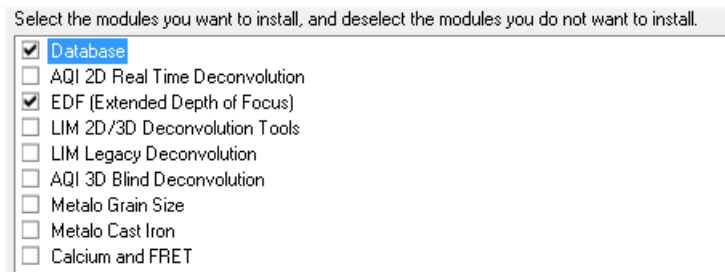 Select the modules you want to install, and deselect the modules you do not want to install.
Database
AQI 2D Real Time Deconvolution
EDF (Extended Depth of Focus)
LIM 2D/3D Deconvolution Tools
LIM Legacy Deconvolution
AQI 3D Blind Deconvolution
Metalo Grain Size
Metalo Cast Iron
Calcium and FRET